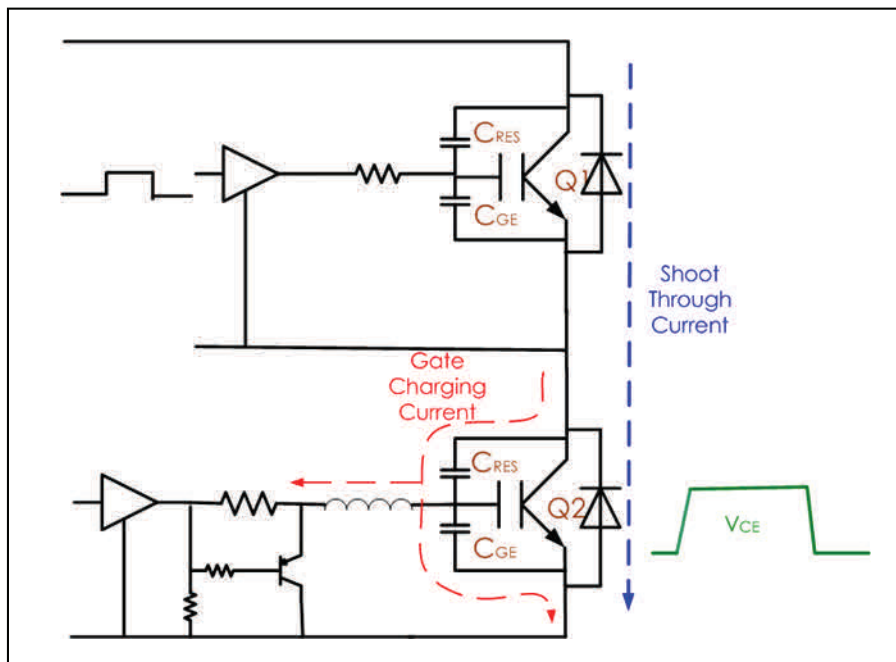 CRES
Q1
CGE
Shoot
Through
Current
Gate
Charging
Current
CRES
Q2
CGE
VCE